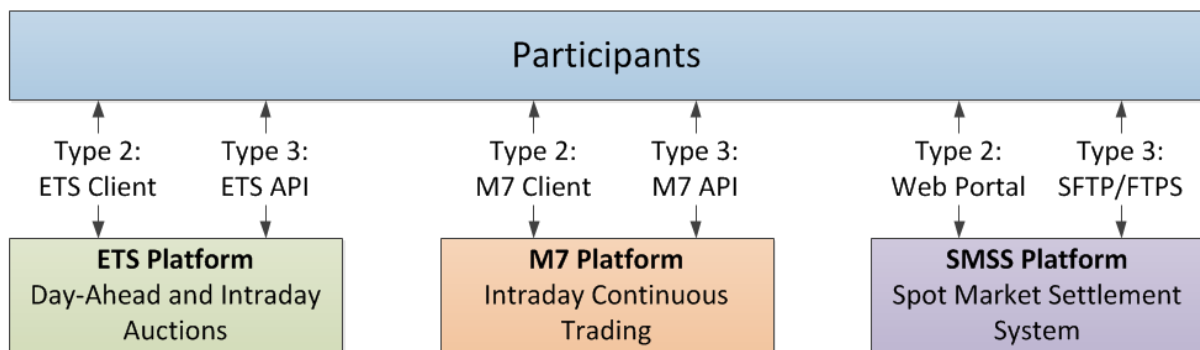 Participants
Type 2:
ETS Client
Type 3:
ETS API
Type 2:
M7 Client
Type 3:
M7 API
Type 2:
Web Portal
Type 3:
SFTP/FTPS
ETS Platform
Day-Ahead and Intraday
Auctions
M7 Platform
Intraday Continuous
Trading
SMSS Platform
Spot Market Settlement
System